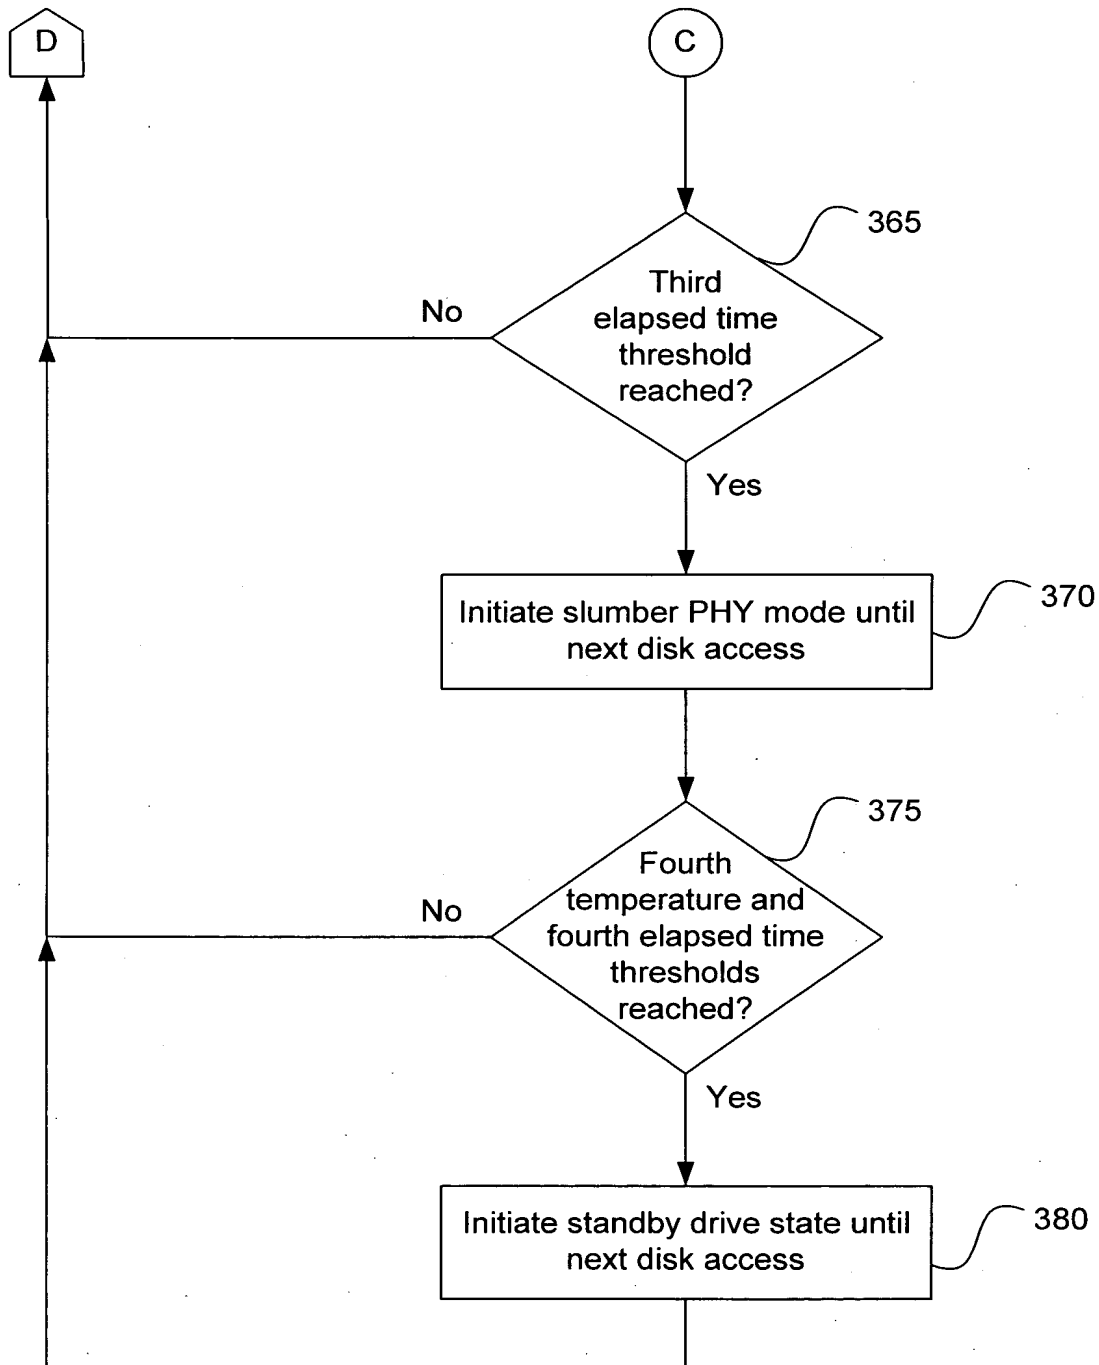 D
C
365
Third
elapsed time
threshold
reached?
No
Yes
Initiate slumber PHY mode until
next disk access
370
375
Fourth
temperature and
fourth elapsed time
thresholds
reached?
No
Yes
Initiate standby drive state until
next disk access
380